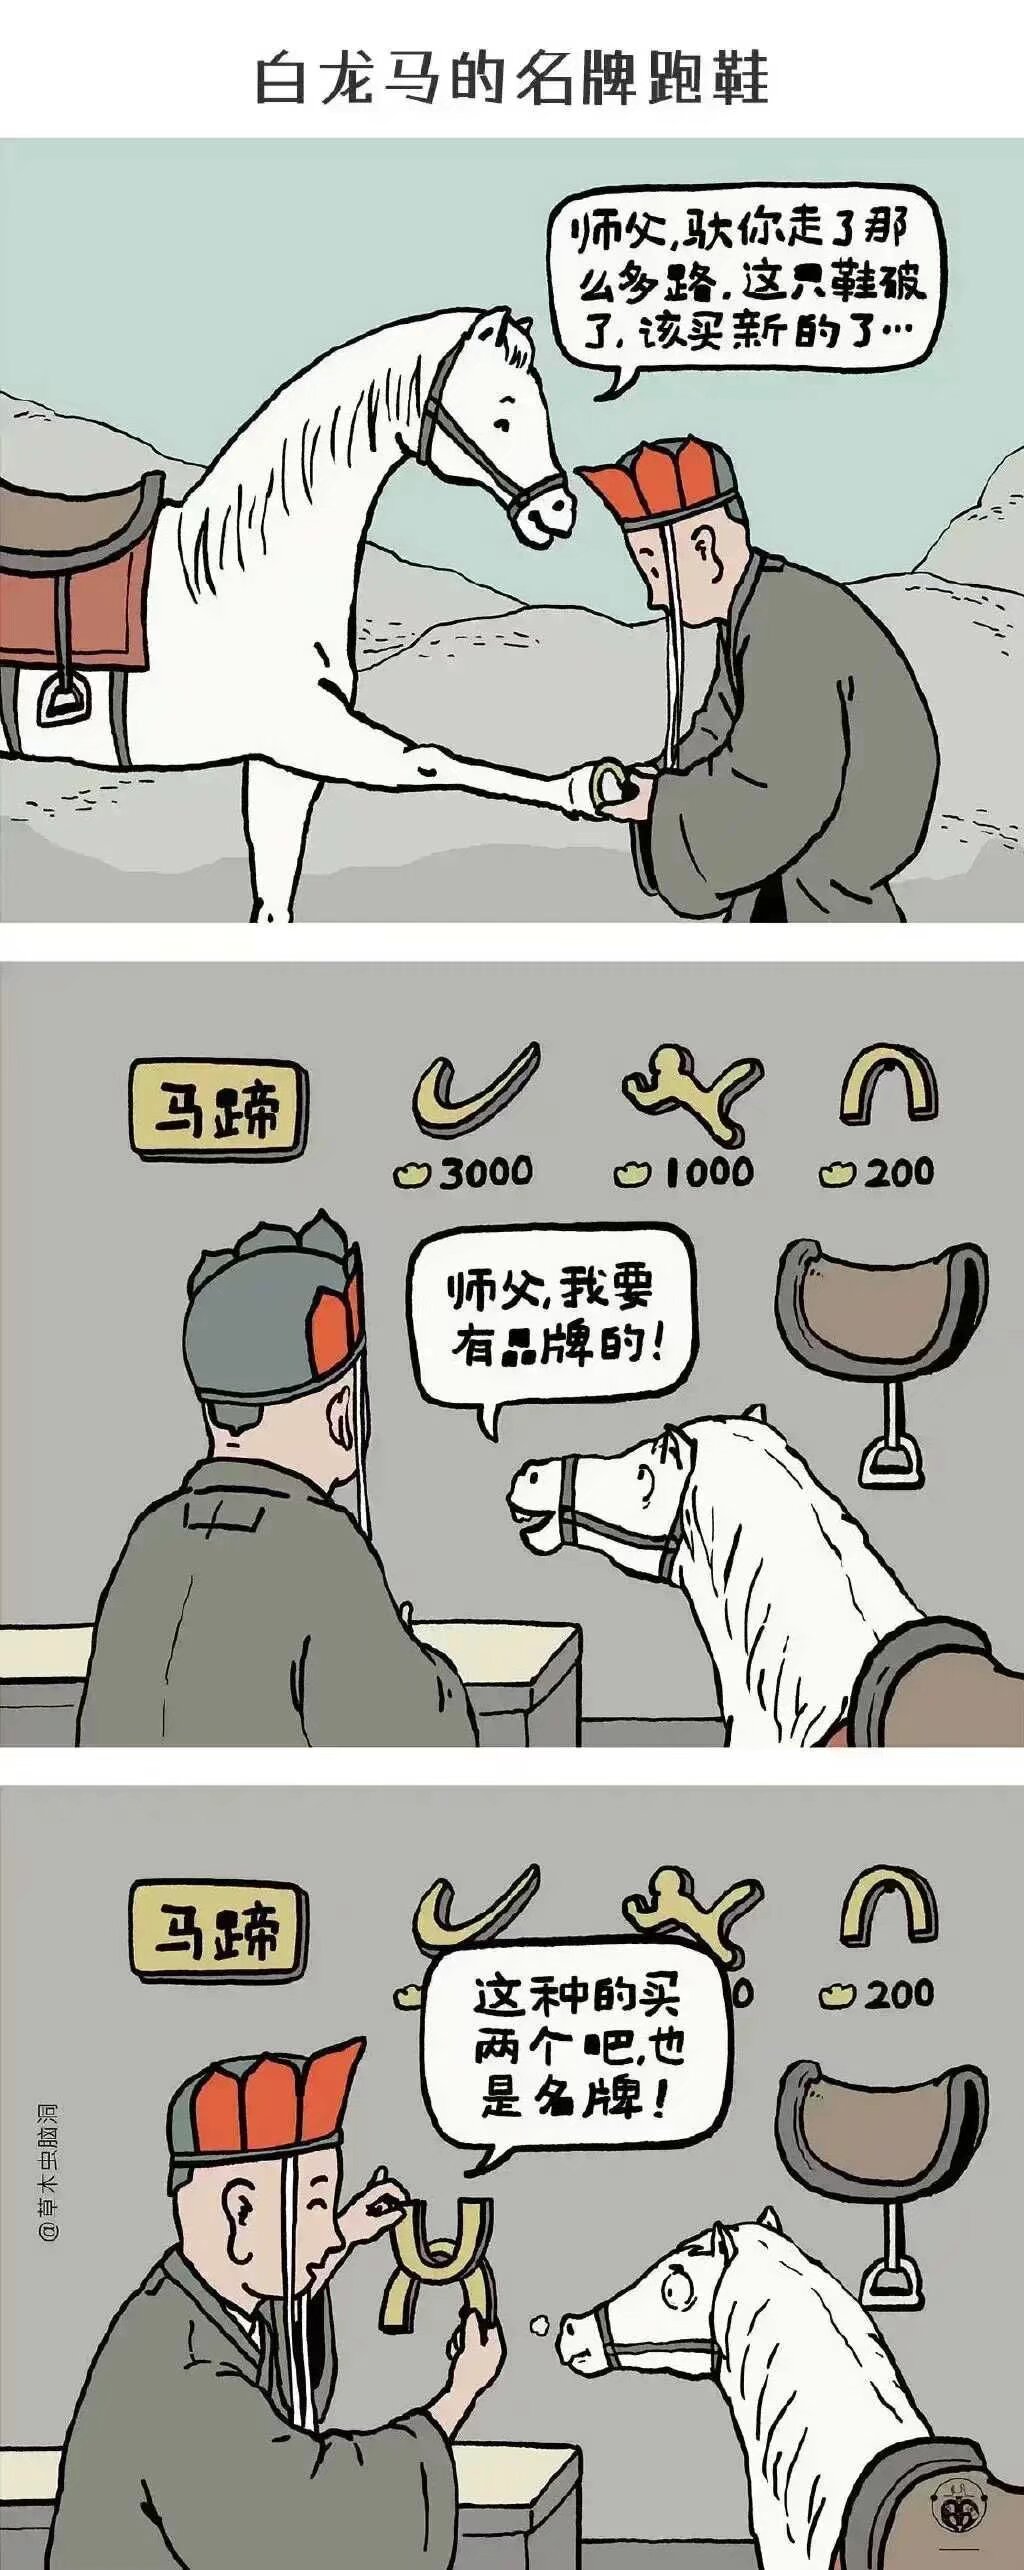 白龙马的名牌跑鞋
师父,驮你走了那
么多路,这只鞋破
了,该买新的了…
马蹄
3000
1000
200
师父,我要
有品牌的!
马蹄
0
200
这种的买
两个吧,也
是名牌!
@草木虫脑洞